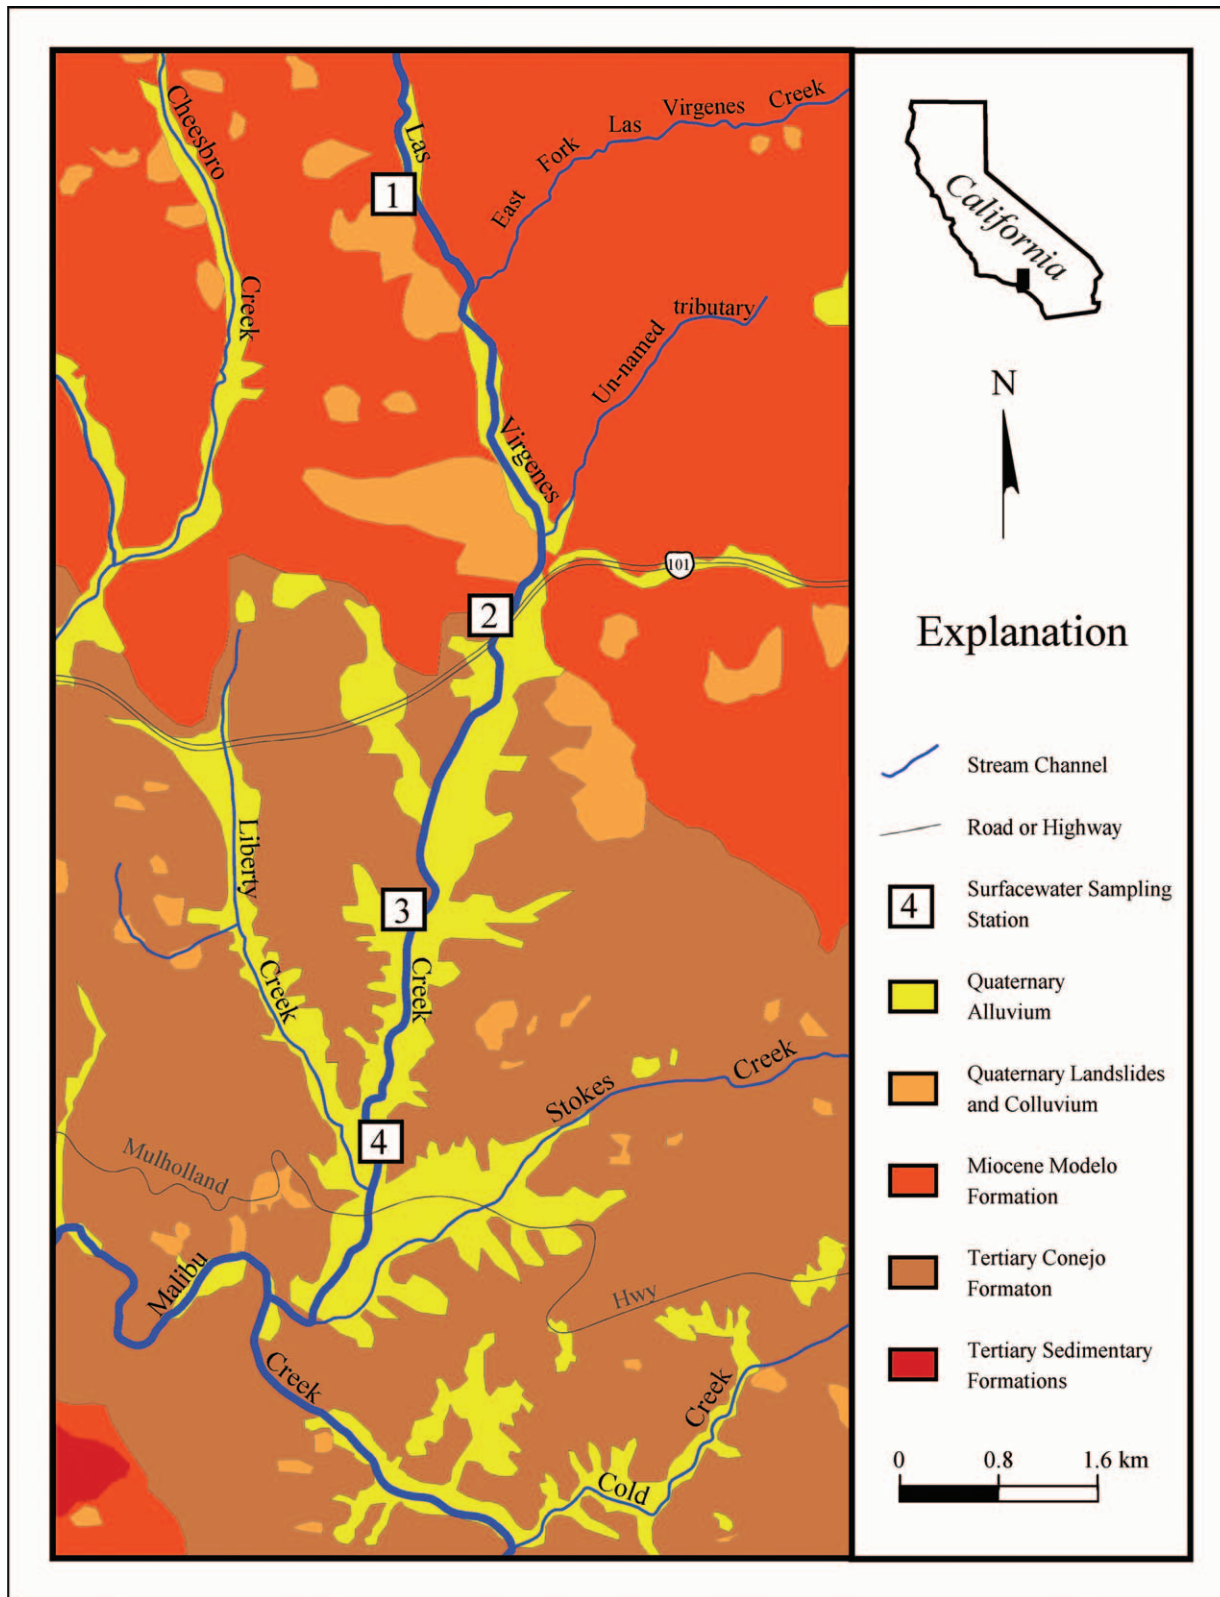 Cheesbro
Creek
Las
Virgenes
Creek
East Fork Las Virgenes Creek
Un-named tributary
1
2
3
4
101
Liberty
Creek
Stokes Creek
Mulholland
Hwy
Malibu
Creek
Cold Creek
California
N
Explanation
Stream Channel
Road or Highway
4
Surfacewater Sampling
Station
Quaternary
Alluvium
Quaternary Landslides
and Colluvium
Miocene Modelo
Formation
Tertiary Conejo
Formaton
Tertiary Sedimentary
Formations
0 0.8 1.6 km